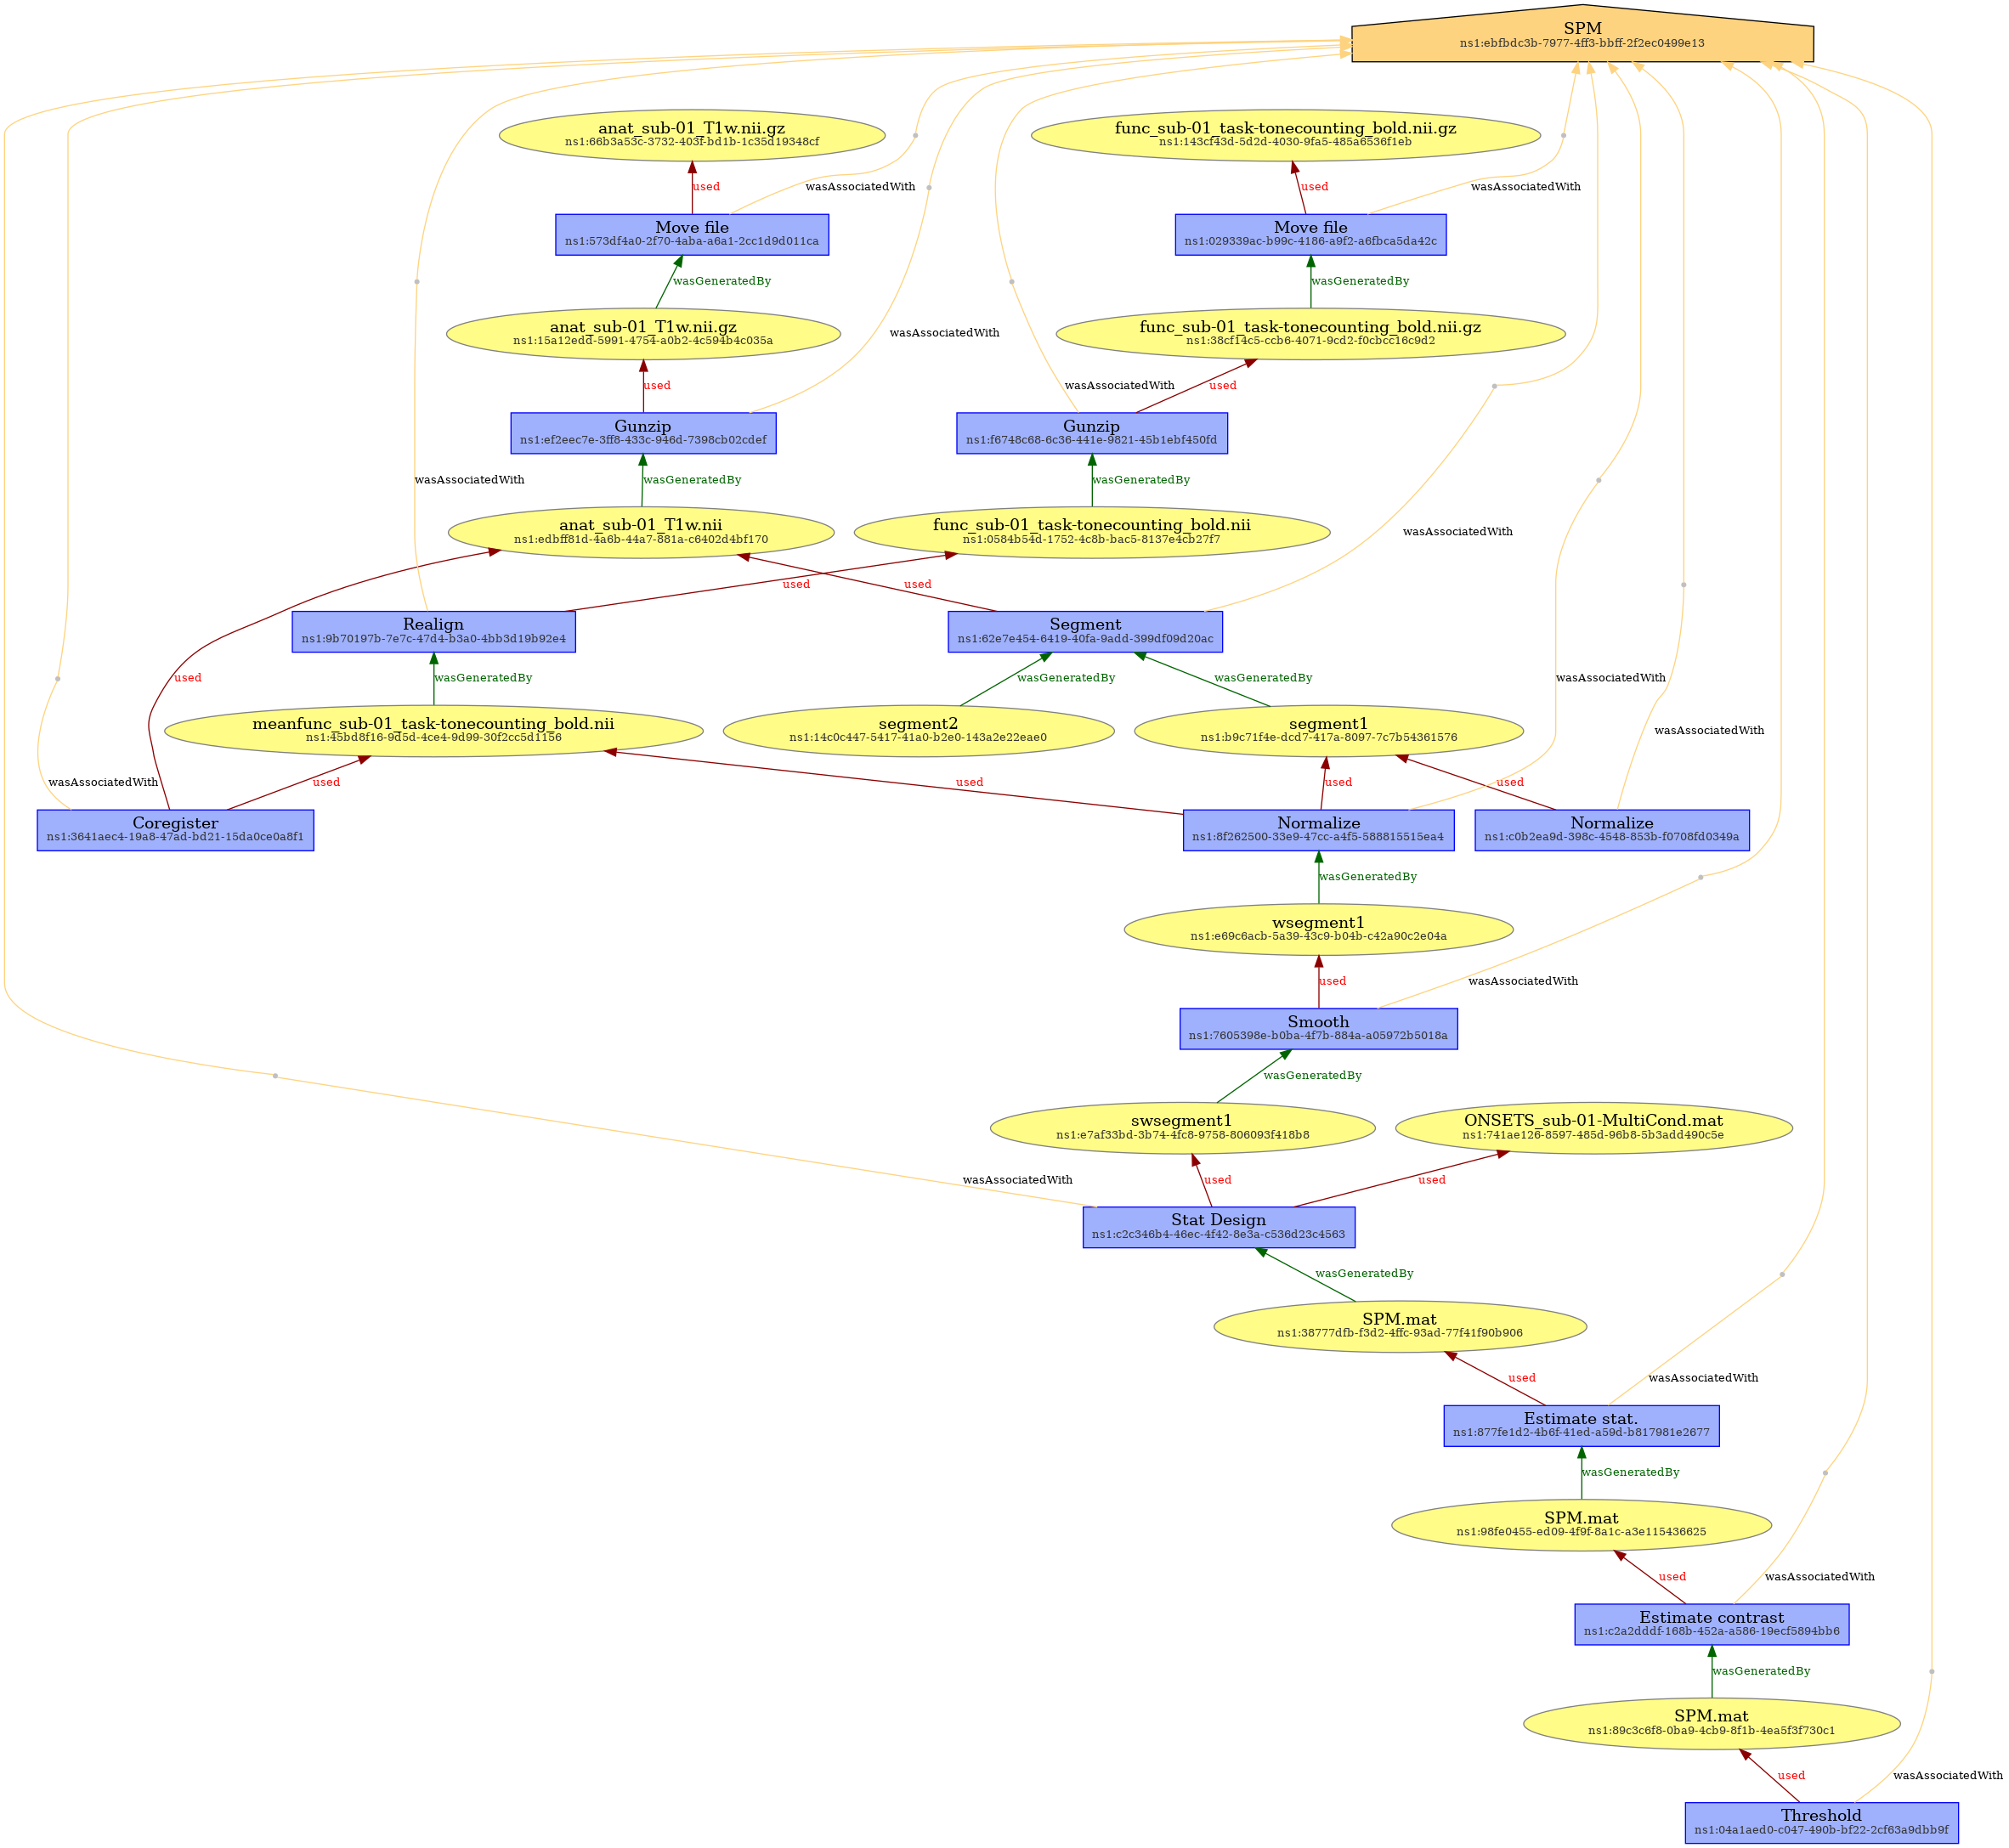 SPM
ns1:ebfbdc3b-7977-4ff3-bbff-2f2ec0499e13
anat_sub-01_T1w.nii.gz
ns1:66b3a53c-3732-403f-bd1b-1c35d19348cf
func_sub-01_task-tonecounting_bold.nii.gz
ns1:143cf43d-5d2d-4030-9fa5-485a6536f1eb
used
wasAssociatedWith
used
wasAssociatedWith
Move file
ns1:573df4a0-2f70-4aba-a6a1-2cc1d9d011ca
Move file
ns1:029339ac-b99c-4186-a9f2-a6fbca5da42c
wasGeneratedBy
wasGeneratedBy
anat_sub-01_T1w.nii.gz
ns1:15a12edd-5991-4754-a0b2-4c594b4c035a
func_sub-01_task-tonecounting_bold.nii.gz
ns1:38cf14c5-ccb6-4071-9cd2-f0cbcc16c9d2
wasAssociatedWith
used
wasAssociatedWith
used
Gunzip
ns1:ef2eec7e-3ff8-433c-946d-7398cb02cdef
Gunzip
ns1:f6748c68-6c36-441e-9821-45b1ebf450fd
wasAssociatedWith
wasGeneratedBy
wasGeneratedBy
anat_sub-01_T1w.nii
ns1:edbff81d-4a6b-44a7-881a-c6402d4bf170
func_sub-01_task-tonecounting_bold.nii
ns1:0584b54d-1752-4c8b-bac5-8137e4cb27f7
wasAssociatedWith
used
used
Realign
ns1:9b70197b-7e7c-47d4-b3a0-4bb3d19b92e4
Segment
ns1:62e7e454-6419-40fa-9add-399df09d20ac
used
wasGeneratedBy
wasGeneratedBy
wasGeneratedBy
wasAssociatedWith
meanfunc_sub-01_task-tonecounting_bold.nii
ns1:45bd8f16-9d5d-4ce4-9d99-30f2cc5d1156
segment2
ns1:14c0c447-5417-41a0-b2e0-143a2e22eae0
segment1
ns1:b9c71f4e-dcd7-417a-8097-7c7b54361576
wasAssociatedWith
wasAssociatedWith
used
used
used
used
Coregister
ns1:3641aec4-19a8-47ad-bd21-15da0ce0a8f1
Normalize
ns1:8f262500-33e9-47cc-a4f5-588815515ea4
Normalize
ns1:c0b2ea9d-398c-4548-853b-f0708fd0349a
wasGeneratedBy
wsegment1
ns1:e69c6acb-5a39-43c9-b04b-c42a90c2e04a
used
wasAssociatedWith
Smooth
ns1:7605398e-b0ba-4f7b-884a-a05972b5018a
wasGeneratedBy
swsegment1
ns1:e7af33bd-3b74-4fc8-9758-806093f418b8
ONSETS_sub-01-MultiCond.mat
ns1:741ae126-8597-485d-96b8-5b3add490c5e
wasAssociatedWith
used
used
Stat Design
ns1:c2c346b4-46ec-4f42-8e3a-c536d23c4563
wasGeneratedBy
SPM.mat
ns1:38777dfb-f3d2-4ffc-93ad-77f41f90b906
used
wasAssociatedWith
Estimate stat.
ns1:877fe1d2-4b6f-41ed-a59d-b817981e2677
wasGeneratedBy
SPM.mat
ns1:98fe0455-ed09-4f9f-8a1c-a3e115436625
used
wasAssociatedWith
Estimate contrast
ns1:c2a2dddf-168b-452a-a586-19ecf5894bb6
wasGeneratedBy
SPM.mat
ns1:89c3c6f8-0ba9-4cb9-8f1b-4ea5f3f730c1
used
wasAssociatedWith
Threshold
ns1:04a1aed0-c047-490b-bf22-2cf63a9dbb9f